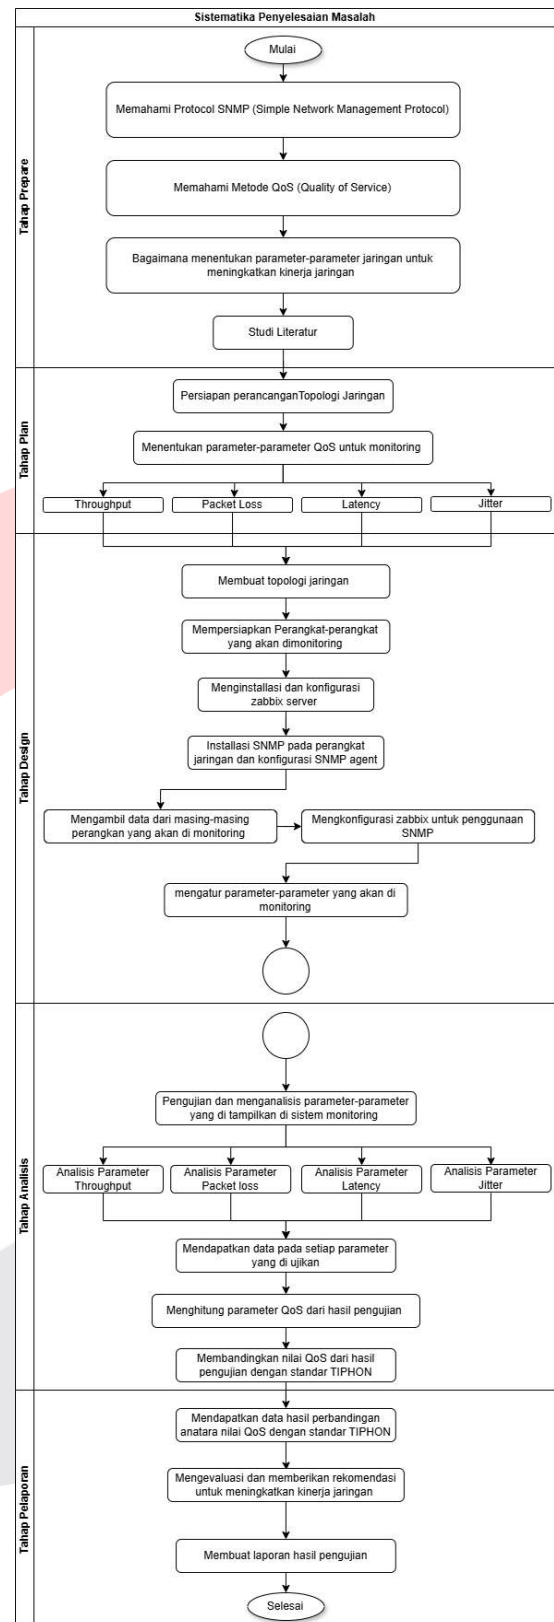 Sistematika Penyelesaian Masalah
Tahap Prepare
Mulai
Memahami Protocol SNMP (Simple Network Management Protocol)
Memahami Metode QoS (Quality of Service)
Bagaimana menentukan parameter-parameter jaringan untuk
meningkatkan kinerja jaringan
Studi Literatur
Tahap Plan
Persiapan perancanganTopologi Jaringan
Menentukan parameter-parameter QoS untuk monitoring
Throughput
Packet Loss
Latency
Jitter
Tahap Design
Membuat topologi jaringan
Mempersiapkan Perangkat-perangkat
yang akan dimonitoring
Menginstallasi dan konfigurasi
zabbix server
Installasi SNMP pada perangkat
jaringan dan konfigurasi SNMP agent
Mengambil data dari masing-masing
perangkan yang akan di monitoring
Mengkonfigurasi zabbix untuk penggunaan
SNMP
mengatur parameter-parameter yang akan di
monitoring
Tahap Analisis
Pengujian dan menganalisis parameter-parameter
yang di tampilkan di sistem monitoring
Analisis Parameter
Throughput
Analisis Parameter
Packet loss
Analisis Parameter
Latency
Analisis Parameter
Jitter
Mendapatkan data pada setiap parameter
yang di ujikan
Menghitung parameter QoS dari hasil pengujian
Membandingkan nilai QoS dari hasil
pengujian dengan standar TIPHON
Tahap Pelaporan
Mendapatkan data hasil perbandingan
anatara nilai QoS dengan standar TIPHON
Mengevaluasi dan memberikan rekomendasi
untuk meningkatkan kinerja jaringan
Membuat laporan hasil pengujian
Selesai